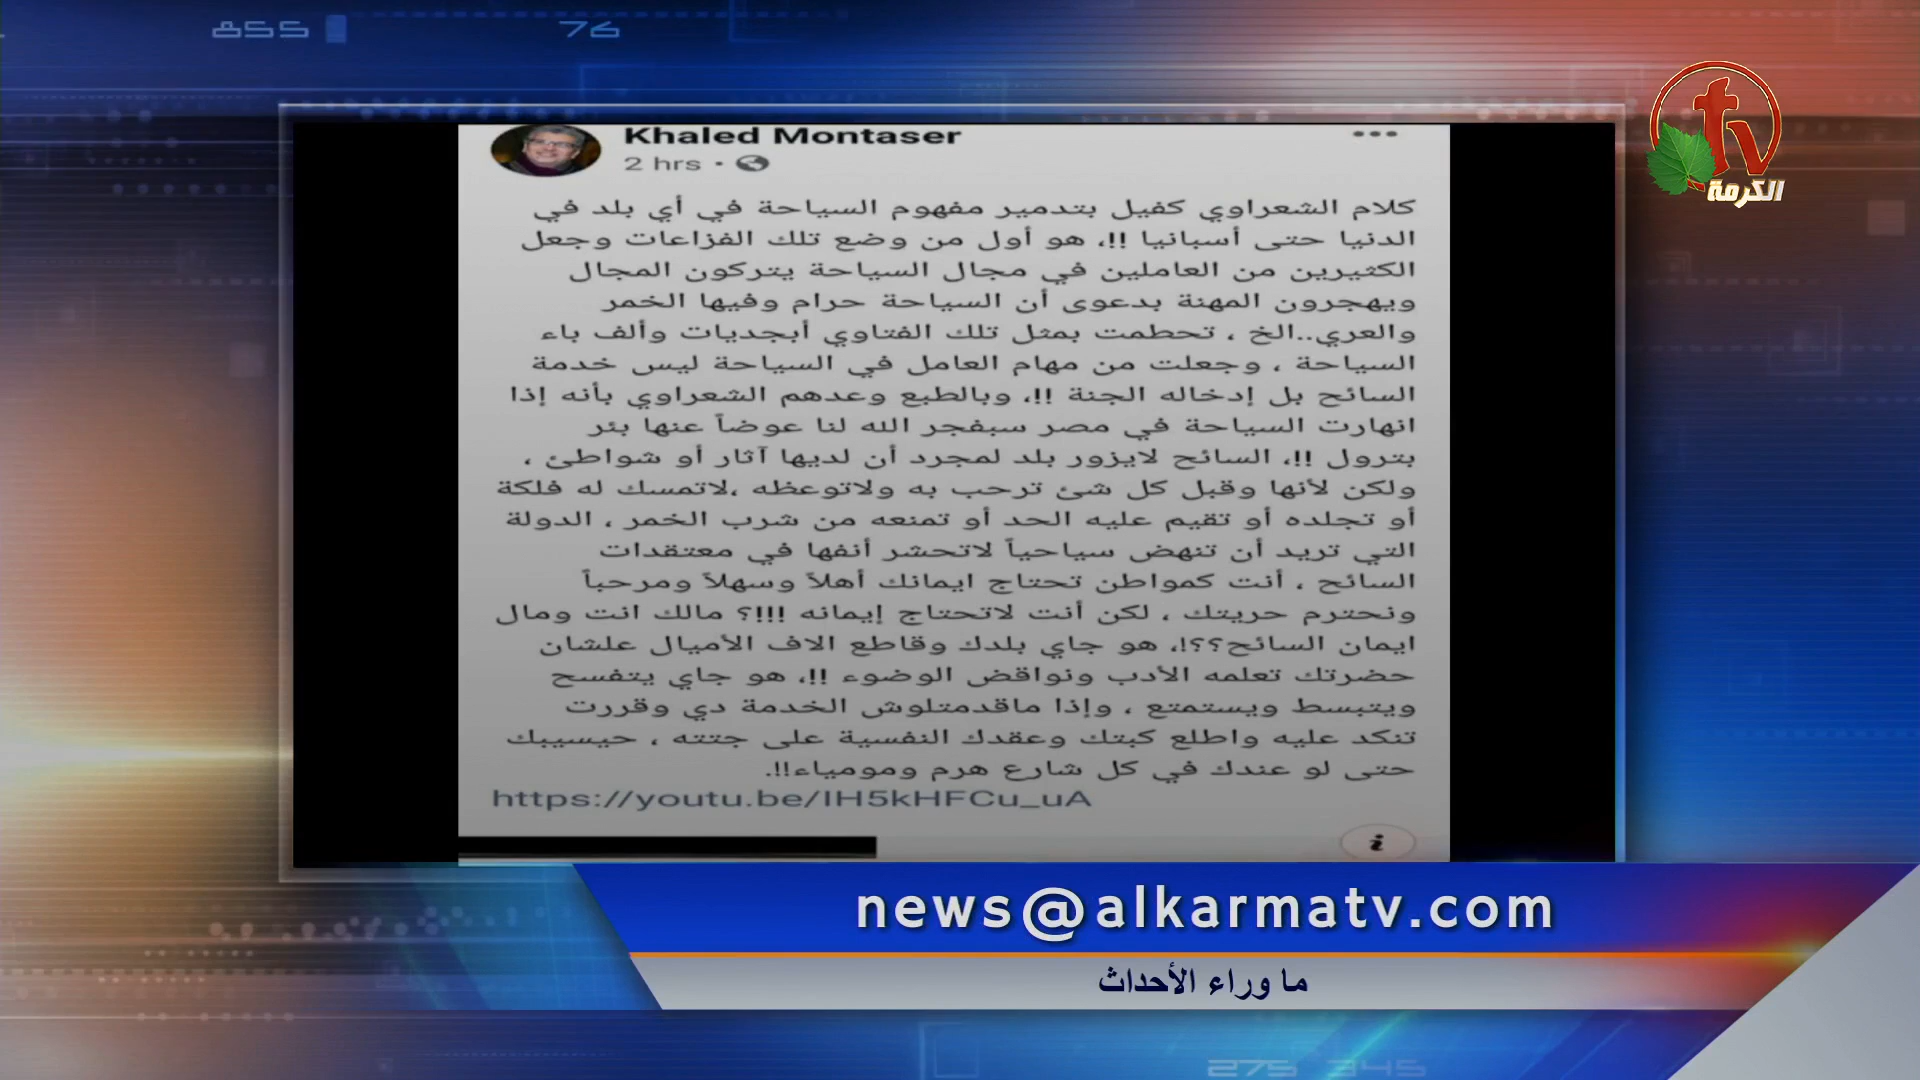 855
76
tv
الكرمة
Khaled Montaser
2 hrs
كلام الشعراوي كفيل بتدمير مفهوم السياحة في أي بلد في
الدنيا حتى أسبانيا !!، هو أول من وضع تلك الفزاعات وجعل
الكثيرين من العاملين في مجال السياحة يتركون المجال
ويهجرون المهنة بدعوى أن السياحة حرام وفيها الخمر
والعري..الخ ، تحطمت بمثل تلك الفتاوي أبجديات وألف باء
السياحة ، وجعلت من مهام العامل في السياحة ليس خدمة
السائح بل إدخاله الجنة !!، وبالطبع وعدهم الشعراوي بأنه إذا
انهارت السياحة في مصر سيفجر الله لنا عوضاً عنها بئر
بترول !!، السائح لايزور بلد لمجرد أن لديها آثار أو شواطئ ،
ولكن لأنها وقبل كل شئ ترحب به ولاتوعظه ،لاتمسك له فلكة
أو تجلده أو تقيم عليه الحد أو تمنعه من شرب الخمر ، الدولة
التي تريد أن تنهض سياحياً لاتحشر أنفها في معتقدات
السائح ، أنت كمواطن تحتاج ايمانك أهلاً وسهلاً ومرحباً
ونحترم حريتك ، لكن أنت لاتحتاج إيمانه !!!؟ مالك انت ومال
ايمان السائح؟؟!، هو جاي بلدك وقاطع الاف الأميال علشان
حضرتك تعلمه الأدب ونواقض الوضوء !!، هو جاي يتفسح
ويتبسط ويستمتع ، وإذا ماقدمتلوش الخدمة دي وقررت
تنكد عليه واطلع كبتك وعقدك النفسية على جتته ، حيسيبك
حتى لو عندك في كل شارع هرم ومومياء!!.
https://youtu.be/IH5kHFCu_uA
i
news@alkarmatv.com
ما وراء الأحداث
275 345